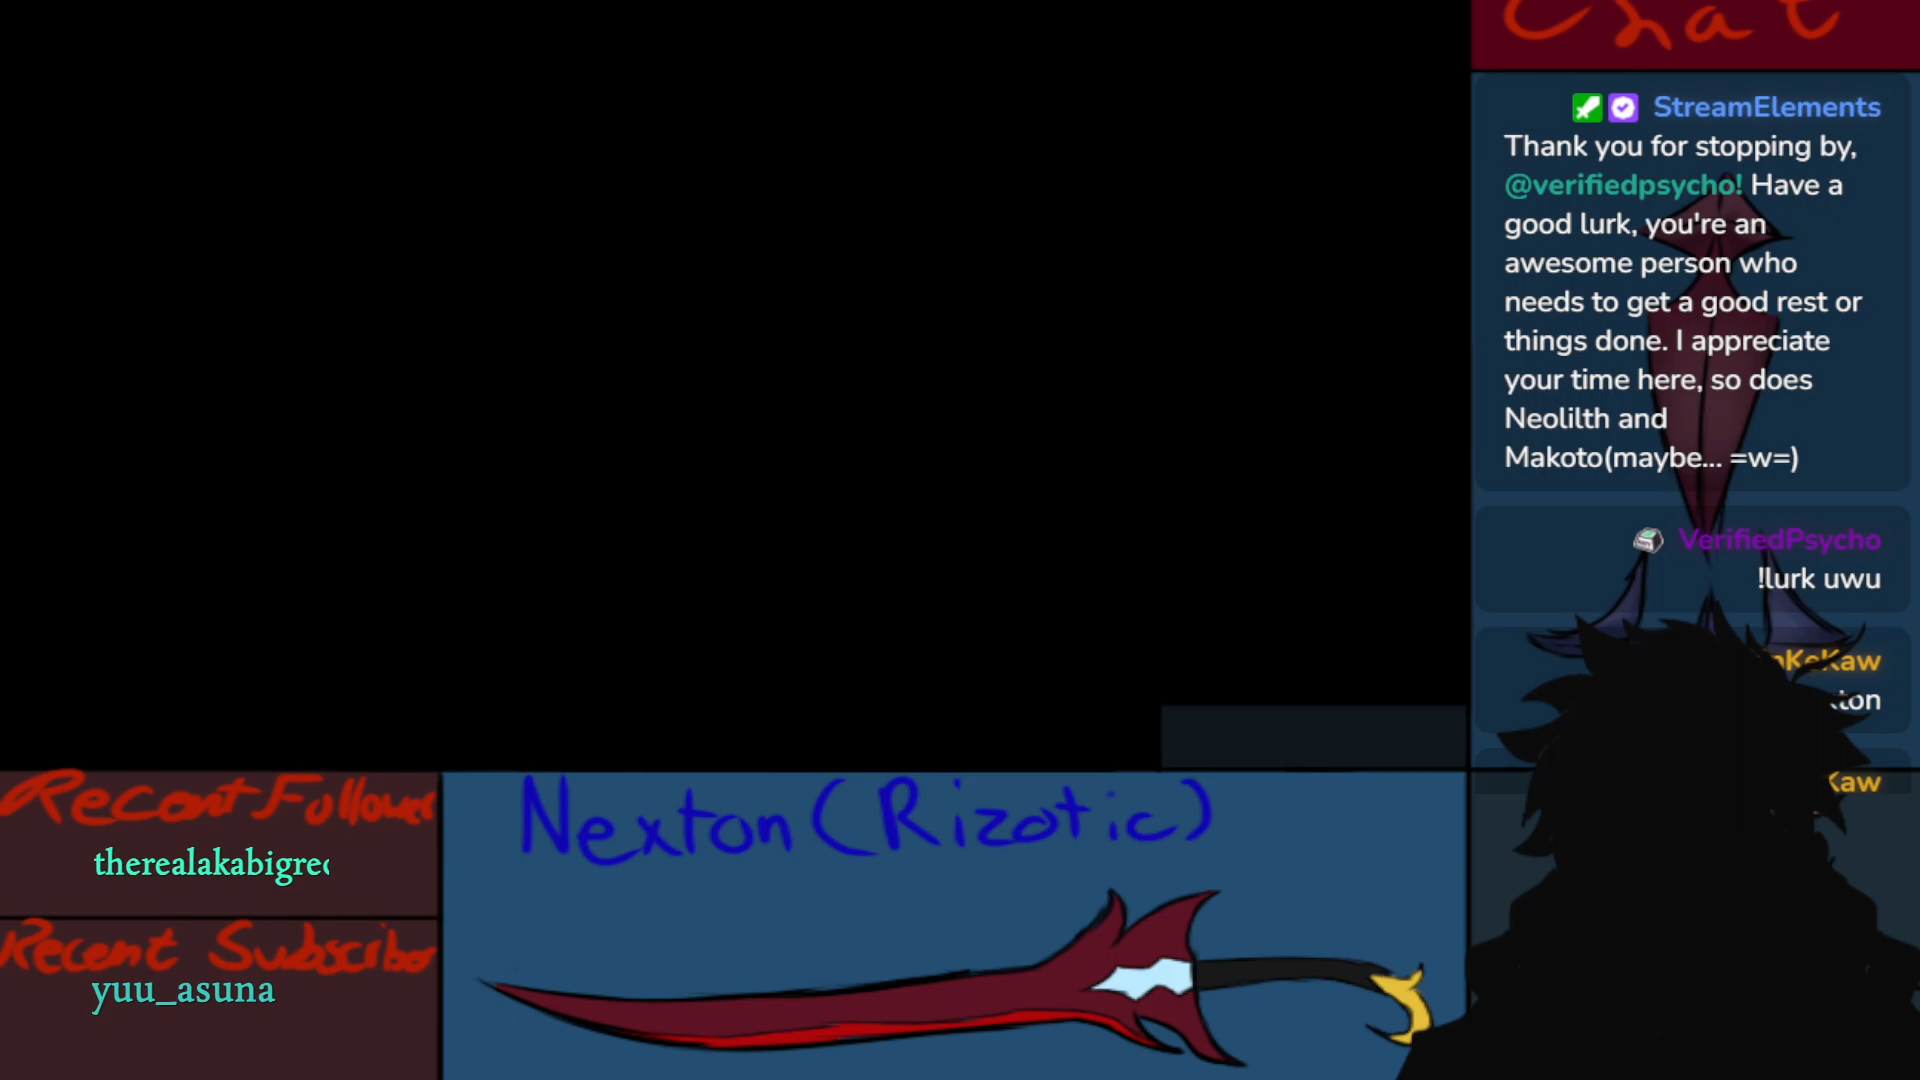 Chat
StreamElements
Thank you for stopping by,
@verifiedpsycho! Have a
good lurk, you're an
awesome person who
needs to get a good rest or
things done. I appreciate
your time here, so does
Neolilth and
Makoto(maybe... =w=)
VerifiedPsycho
!lurk uwu
Recent Follower
therealakabigred
Recent Subscriber
yuu_asuna
Nexton (Rizotic)